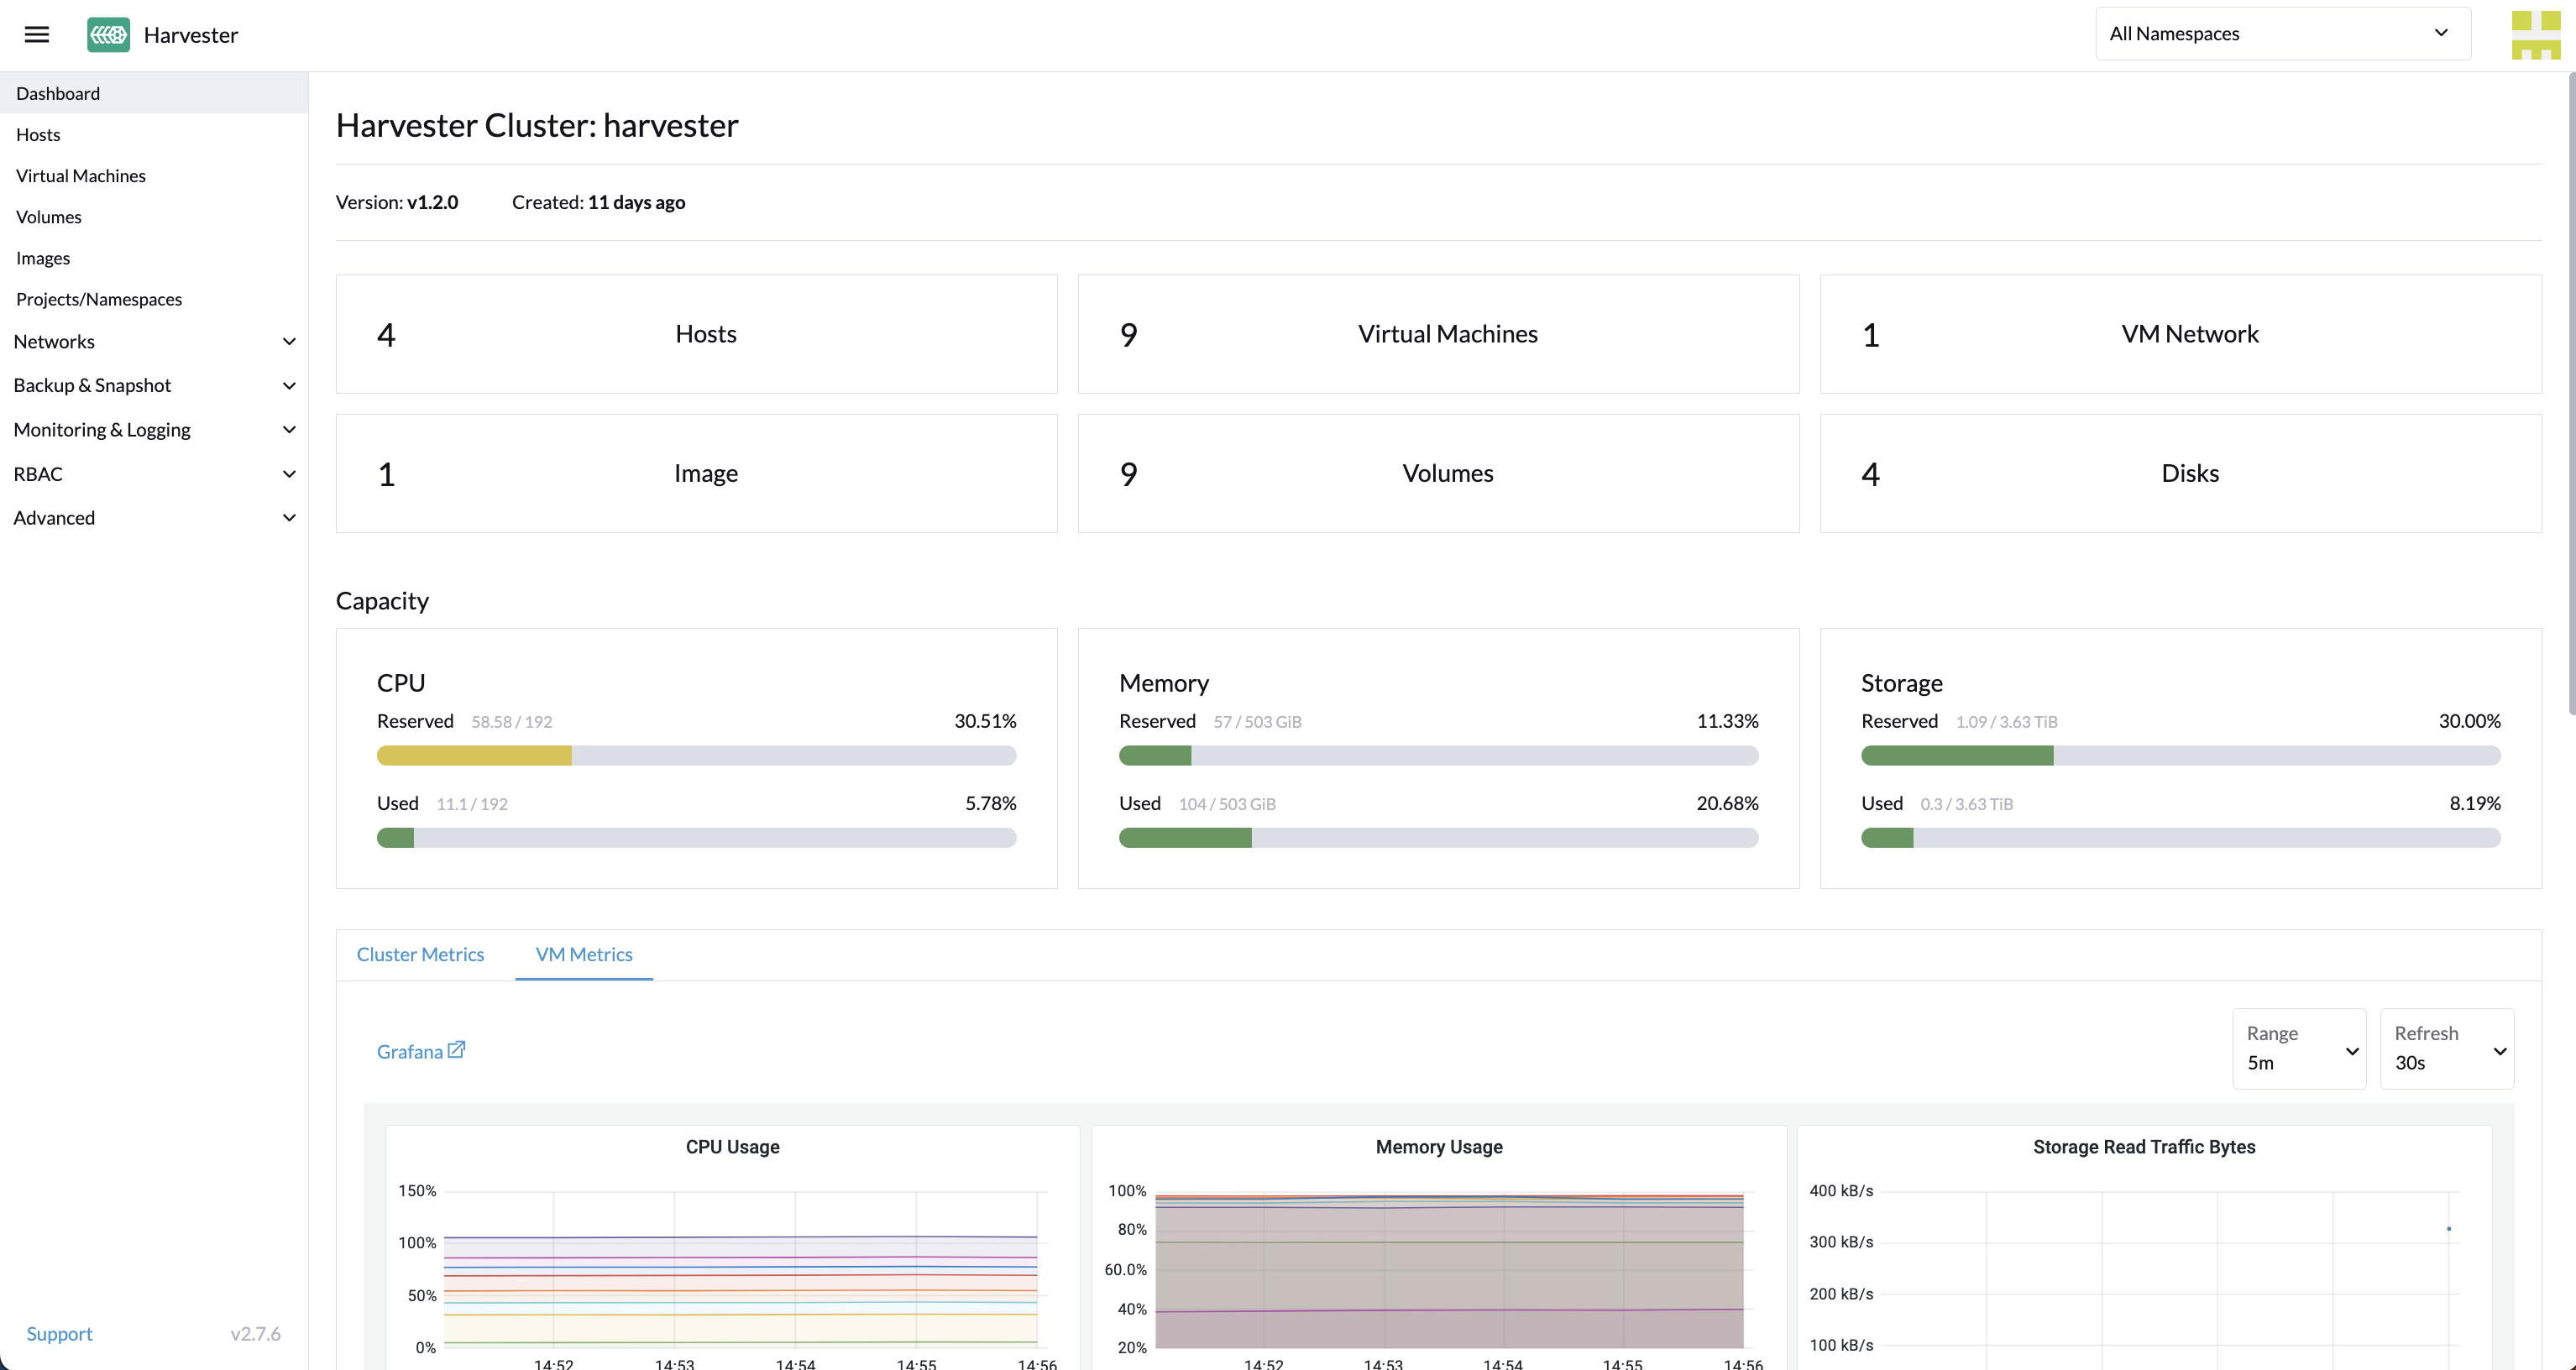 Harvester
All Namespaces
Dashboard
Hosts
Virtual Machines
Volumes
Images
Projects/Namespaces
Networks
Backup & Snapshot
Monitoring & Logging
RBAC
Advanced
Support v2.7.6
Harvester Cluster: harvester
Version: v1.2.0 Created: 11 days ago
4 Hosts
9 Virtual Machines
1 VM Network
1 Image
9 Volumes
4 Disks
Capacity
CPU
Reserved 58.58 / 192 30.51%
Used 11.1 / 192 5.78%
Memory
Reserved 57 / 503 GiB 11.33%
Used 104 / 503 GiB 20.68%
Storage
Reserved 1.09 / 3.63 TiB 30.00%
Used 0.3 / 3.63 TiB 8.19%
Cluster Metrics VM Metrics
Grafana
Range
5m
Refresh
30s
CPU Usage
150%
100%
50%
0%
14:52 14:53 14:54 14:55 14:56
Memory Usage
100%
80%
60.0%
40%
20%
14:52 14:53 14:54 14:55 14:56
Storage Read Traffic Bytes
400 kB/s
300 kB/s
200 kB/s
100 kB/s